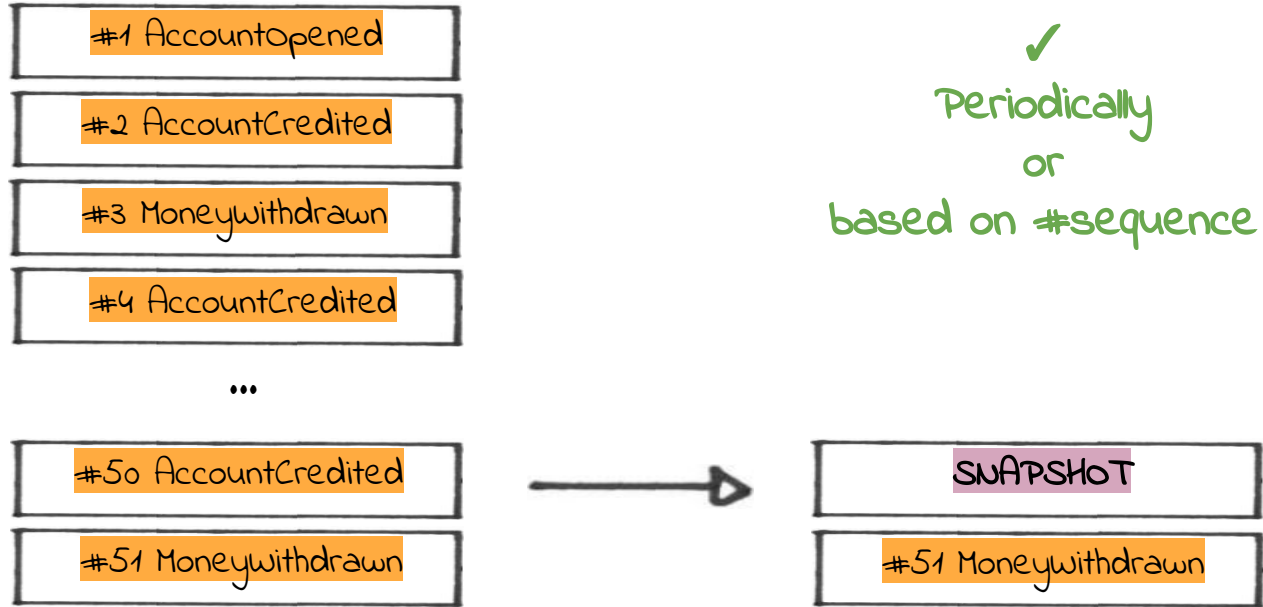 #1 AccountOpened
#2 AccountCredited
#3 Moneywithdrawn
#4 AccountCredited
...
#50 AccountCredited
#51 Moneywithdrawn
✓
Periodically
or
based on #sequence
SNAPSHOT
#51 Moneywithdrawn